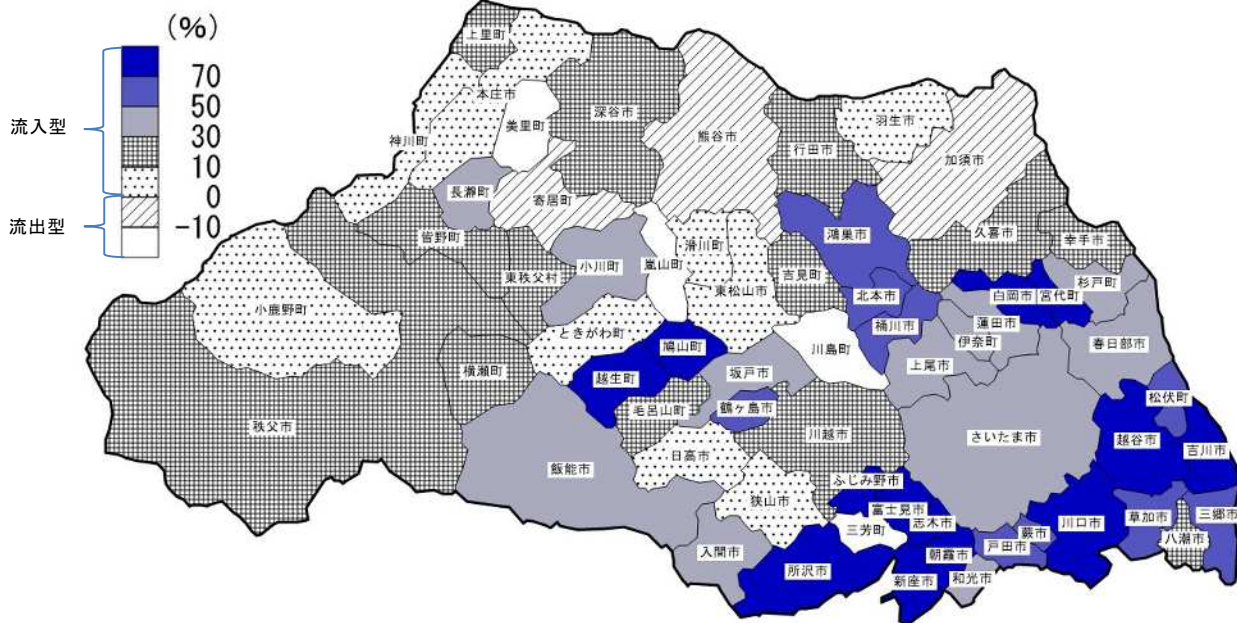 (%)
70
50
30
10
0
-10
流入型
流出型
上里町
本庄市
美里町
神川町
深谷市
熊谷市
行田市
羽生市
加須市
長瀞町
寄居町
皆野町
東秩父村
小川町
嵐山町
滑川町
東松山市
吉見町
鴻巣市
北本市
桶川市
久喜市
幸手市
杉戸町
白岡市
宮代町
蓮田市
伊奈町
上尾市
春日部市
小鹿野町
ときがわ町
鳩山町
川島町
横瀬町
越生町
坂戸市
毛呂山町
鶴ヶ島市
川越市
さいたま市
松伏町
越谷市
吉川市
秩父市
飯能市
日高市
狭山市
ふじみ野市
富士見市
三芳町
志木市
入間市
所沢市
新座市
朝霞市
和光市
戸田市
蕨市
川口市
草加市
八潮市
三郷市